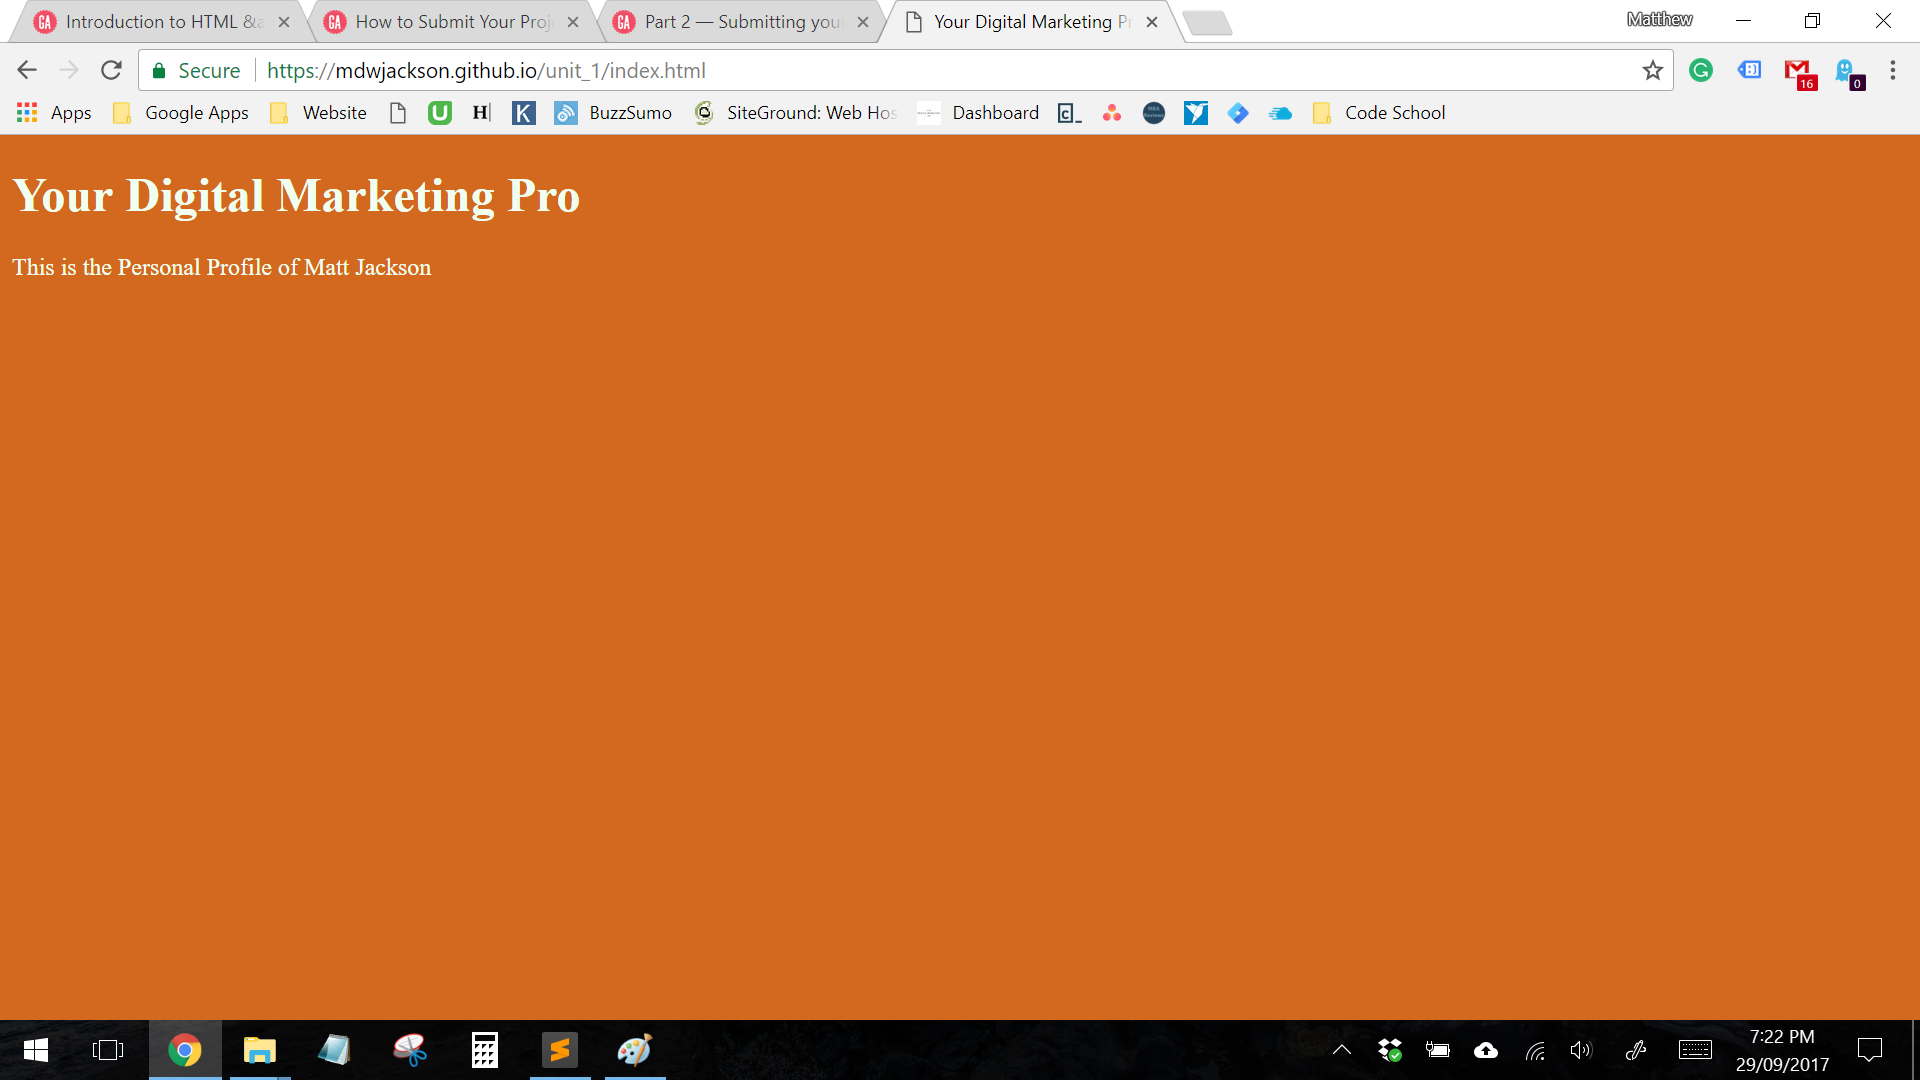 Introduction to HTML &a
How to Submit Your Proj
Part 2 — Submitting you
Your Digital Marketing Pr
Matthew
Secure
https://mdwjackson.github.io/unit_1/index.html
16
0
Apps
Google Apps
Website
BuzzSumo
SiteGround: Web Hos
Dashboard
Code School
Your Digital Marketing Pro
This is the Personal Profile of Matt Jackson
7:22 PM
29/09/2017